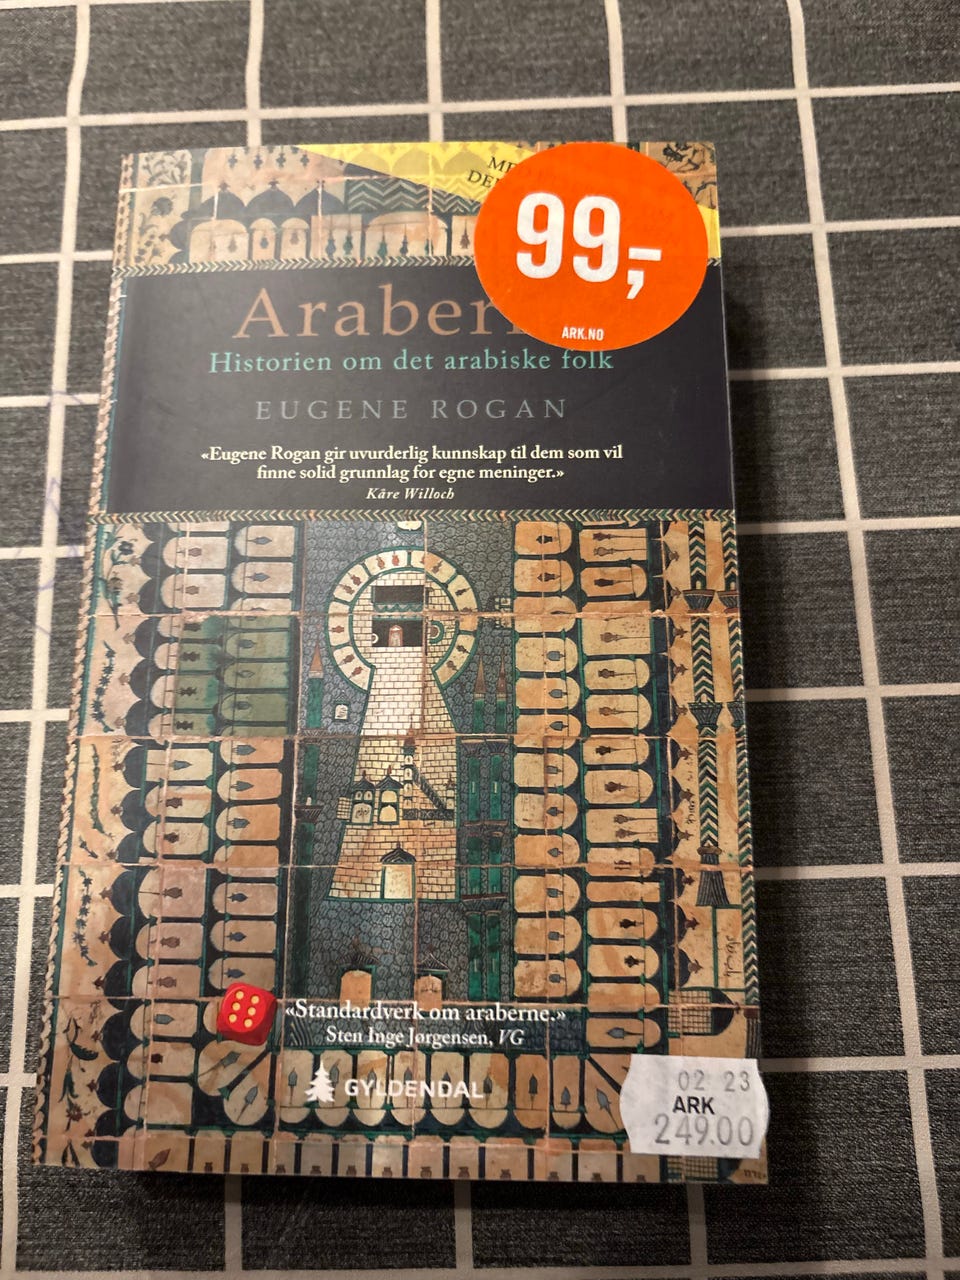 99,-
ARK.NO
Historien om det arabiske folk
EUGENE ROGAN
«Eugene Rogan gir uvurderlig kunnskap til dem som vil
finne solid grunnlag for egne meninger.»
Kåre Willoch
«Standardverk om araberne.»
Sten Inge Jørgensen, VG
GYLDENDAL
02 23
ARK
249.00